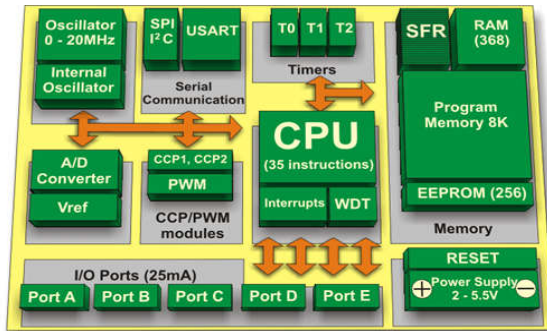 Oscillator
0 - 20MHz
Internal
Oscillator
SPI
I²C
USART
Serial
Communication
T0
T1
T2
Timers
SFR
RAM
(368)
Program
Memory 8K
EEPROM (256)
Memory
A/D
Converter
Vref
CCP1, CCP2
PWM
CCP/PWM
modules
CPU
(35 instructions)
Interrupts
WDT
I/O Ports (25mA)
Port A
Port B
Port C
Port D
Port E
RESET
+
Power Supply
2 - 5.5V
−